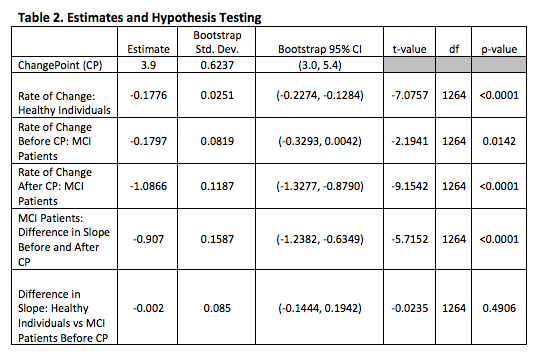 Table 2. Estimates and Hypothesis Testing
Estimate Bootstrap Std. Dev. Bootstrap 95% CI t-value df p-value
ChangePoint (CP) 3.9 0.6237 (3.0, 5.4)
Rate of Change:
Healthy Individuals -0.1776 0.0251 (-0.2274, -0.1284) -7.0757 1264 <0.0001
Rate of Change
Before CP: MCI -0.1797 0.0819 (-0.3293, 0.0042) -2.1941 1264 0.0142
Patients
Rate of Change
After CP: MCI -1.0866 0.1187 (-1.3277, -0.8790) -9.1542 1264 <0.0001
Patients
MCI Patients:
Difference in Slope -0.907 0.1587 (-1.2382, -0.6349) -5.7152 1264 <0.0001
Before and After
CP
Difference in
Slope: Healthy -0.002 0.085 (-0.1444, 0.1942) -0.0235 1264 0.4906
Individuals vs MCI
Patients Before CP